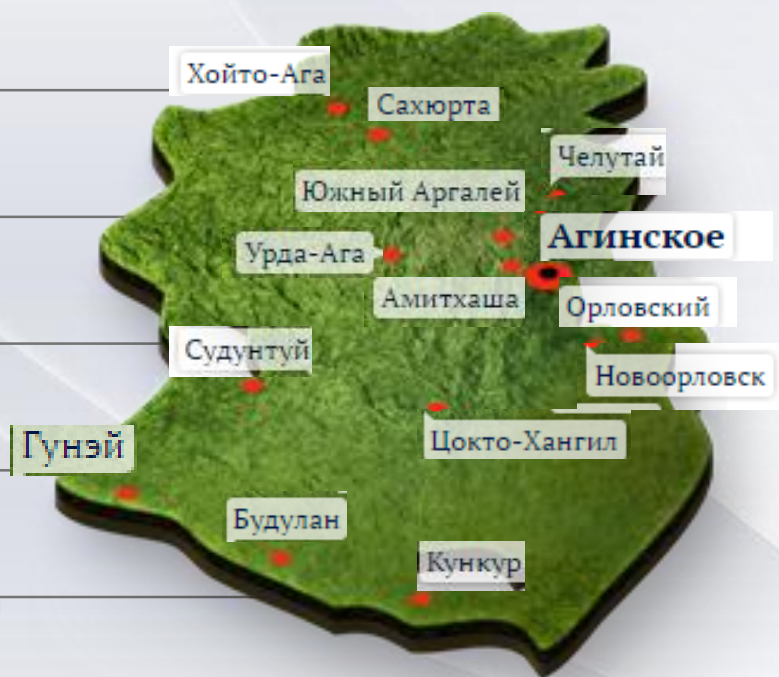 Хойто-Ага
Сахюрта
Челутай
Южный Аргалей
Агинское
Урда-Ага
Амитхаша
Орловский
Судунтуй
Новоорловск
Цокто-Хангил
Гунэй
Будулан
Кункур